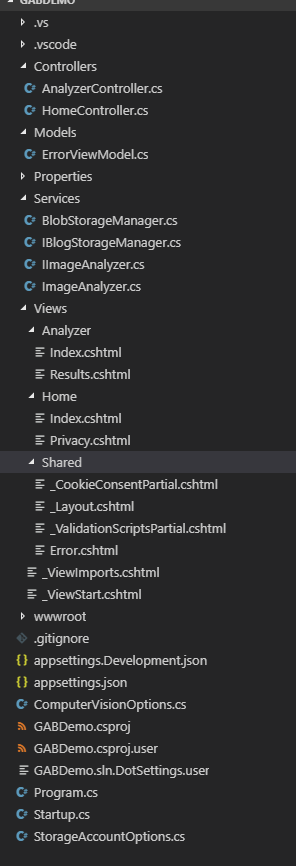 GABDEMO
.vs
.vscode
Controllers
AnalyzerController.cs
HomeController.cs
Models
ErrorViewModel.cs
Properties
Services
BlobStorageManager.cs
IBlogStorageManager.cs
IImageAnalyzer.cs
ImageAnalyzer.cs
Views
Analyzer
Index.cshtml
Results.cshtml
Home
Index.cshtml
Privacy.cshtml
Shared
_CookieConsentPartial.cshtml
_Layout.cshtml
_ValidationScriptsPartial.cshtml
Error.cshtml
_ViewImports.cshtml
_ViewStart.cshtml
wwwroot
.gitignore
appsettings.Development.json
appsettings.json
ComputerVisionOptions.cs
GABDemo.csproj
GABDemo.csproj.user
GABDemo.sln.DotSettings.user
Program.cs
Startup.cs
StorageAccountOptions.cs